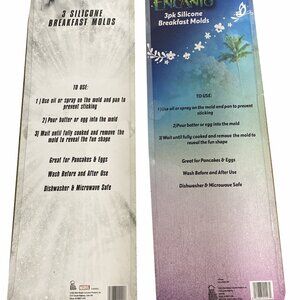 3 SILICONE
BREAKFAST MOLDS
TO USE:
1) Use oil or spray on the mold and pan to
prevent sticking
2) Pour batter or egg into the mold
3) Wait until fully cooked and remove the
mold to reveal the fun shape
Great for Pancakes & Eggs
Wash Before and After Use
Dishwasher & Microwave Safe
MARVEL
ENCANTO
3pk Silicone
Breakfast Molds
TO USE:
1) Use oil or spray on the mold and pan to prevent
sticking
2) Pour batter or egg into the mold
3) Wait until fully cooked and remove the mold to
reveal the fun shape
Great for Pancakes & Eggs
Wash Before and After Use
Dishwasher & Microwave Safe